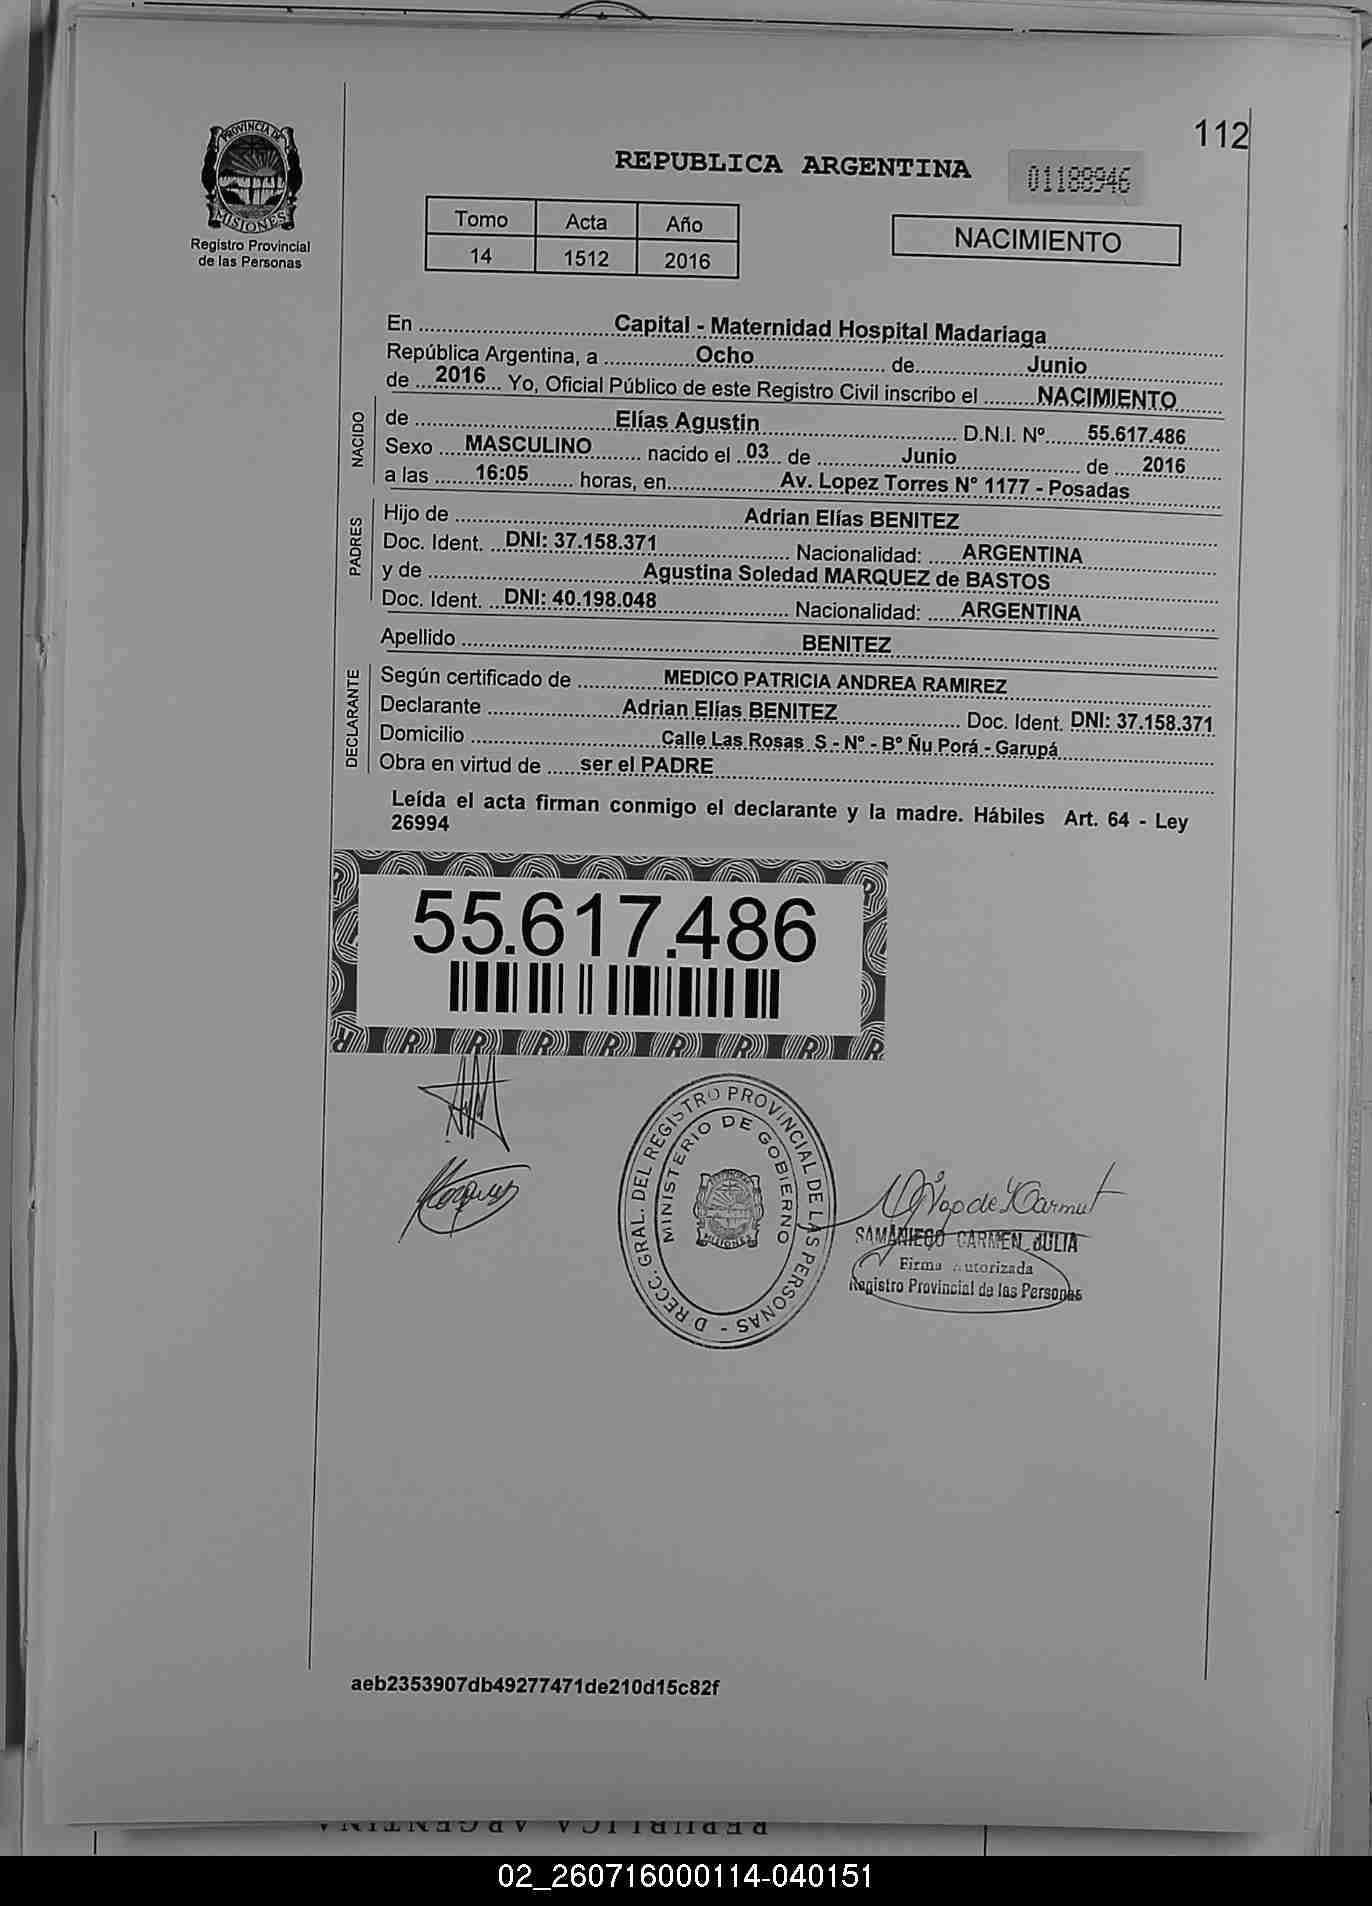 112
PROVINCIA DE
MISIONES
Registro Provincial
de las Personas
REPUBLICA ARGENTINA
01188946
Tomo Acta Año
14 1512 2016
NACIMIENTO
En Capital - Maternidad Hospital Madariaga
República Argentina, a Ocho de Junio
de 2016 Yo, Oficial Público de este Registro Civil inscribo el NACIMIENTO
NACIDO
de Elías Agustin D.N.I. Nº 55.617.486
Sexo MASCULINO nacido el 03 de Junio de 2016
a las 16:05 horas, en Av. Lopez Torres N° 1177 - Posadas
PADRES
Hijo de Adrian Elías BENITEZ
Doc. Ident. DNI: 37.158.371 Nacionalidad: ARGENTINA
y de Agustina Soledad MARQUEZ de BASTOS
Doc. Ident. DNI: 40.198.048 Nacionalidad: ARGENTINA
Apellido BENITEZ
DECLARANTE
Según certificado de MEDICO PATRICIA ANDREA RAMIREZ
Declarante Adrian Elías BENITEZ Doc. Ident. DNI: 37.158.371
Domicilio Calle Las Rosas S - N° - B° Ñu Porá - Garupá
Obra en virtud de ser el PADRE
Leída el acta firman conmigo el declarante y la madre. Hábiles Art. 64 - Ley
26994
55.617.486
R R R R R R R R
D RECC. GRAL. DEL REGISTRO PROVINCIAL DE LAS PERSONAS -
MINISTERIO DE GOBIERNO
MISIONES
SAMANIEGO CARMEN JULIA
Firma Autorizada
Registro Provincial de las Personas
aeb2353907db49277471de210d15c82f
REPUBLICA ARGENTINA
02_260716000114-040151